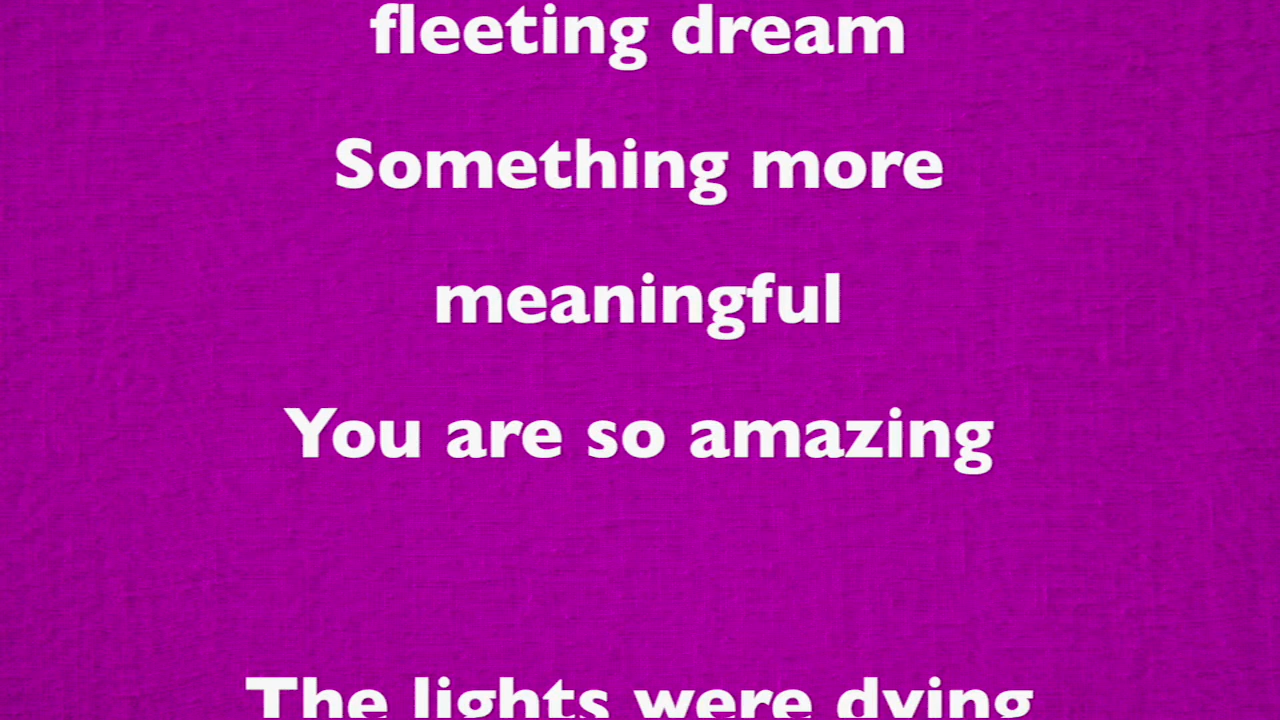 fleeting dream
Something more
meaningful
You are so amazing
The lights were dying